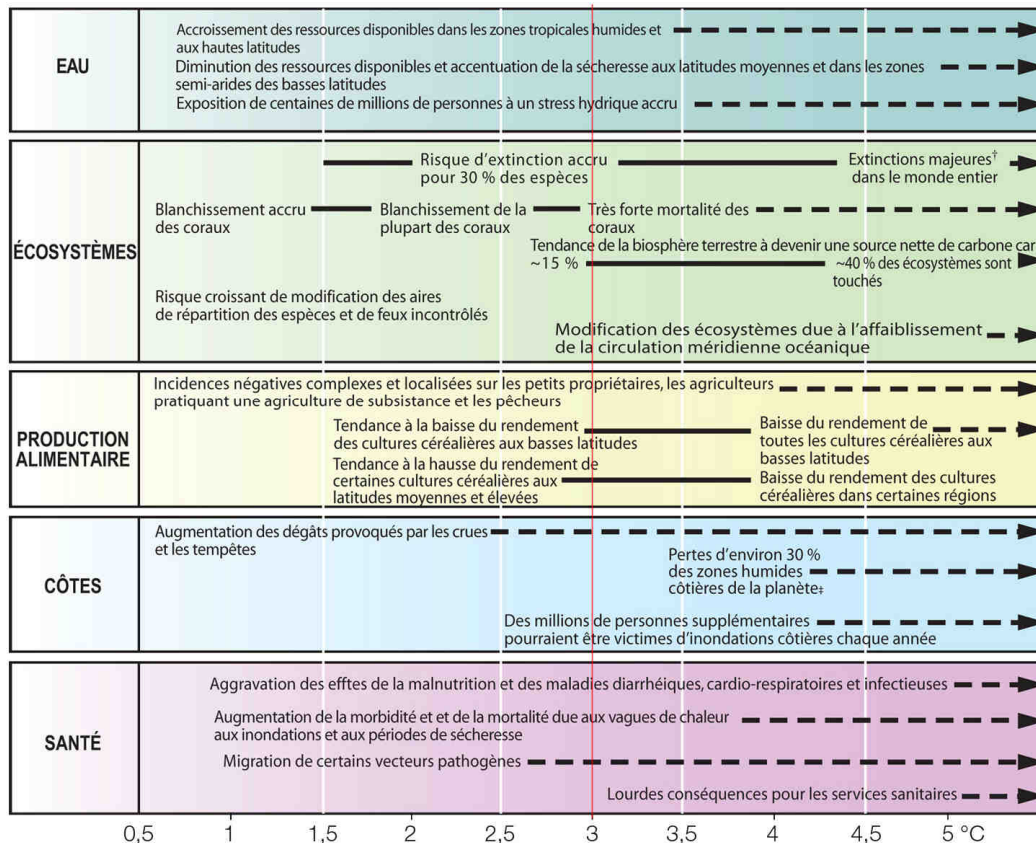 EAU
Accroissement des ressources disponibles dans les zones tropicales humides et
aux hautes latitudes
Diminution des ressources disponibles et accentuation de la sécheresse aux latitudes moyennes et dans les zones
semi-arides des basses latitudes
Exposition de centaines de millions de personnes à un stress hydrique accru
ÉCOSYSTÈMES
Risque d'extinction accru
pour 30 % des espèces
Extinctions majeures†
dans le monde entier
Blanchissement accru
des coraux
Blanchissement de la
plupart des coraux
Très forte mortalité des
coraux
Tendance de la biosphère terrestre à devenir une source nette de carbone car
~15 %
~40 % des écosystèmes sont
touchés
Risque croissant de modification des aires
de répartition des espèces et de feux incontrôlés
Modification des écosystèmes due à l'affaiblissement
de la circulation méridienne océanique
PRODUCTION
ALIMENTAIRE
Incidences négatives complexes et localisées sur les petits propriétaires, les agriculteurs
pratiquant une agriculture de subsistance et les pêcheurs
Tendance à la baisse du rendement
des cultures céréalières aux basses latitudes
Baisse du rendement de
toutes les cultures céréalières aux
basses latitudes
Tendance à la hausse du rendement de
certaines cultures céréalières aux
latitudes moyennes et élevées
Baisse du rendement des cultures
céréalières dans certaines régions
CÔTES
Augmentation des dégâts provoqués par les crues
et les tempêtes
Pertes d'environ 30 %
des zones humides
côtières de la planète‡
Des millions de personnes supplémentaires
pourraient être victimes d'inondations côtières chaque année
SANTÉ
Aggravation des efftes de la malnutrition et des maladies diarrhéiques, cardio-respiratoires et infectieuses
Augmentation de la morbidité et et de la mortalité due aux vagues de chaleur
aux inondations et aux périodes de sécheresse
Migration de certains vecteurs pathogènes
Lourdes conséquences pour les services sanitaires
0,5 1 1,5 2 2,5 3 3,5 4 4,5 5 °C